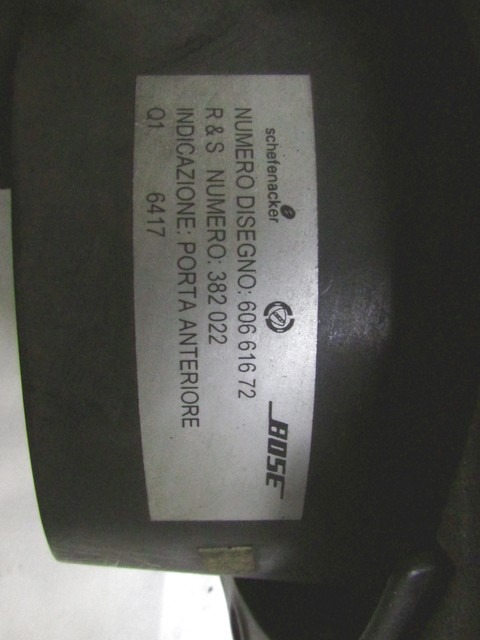 schefenacker BOSE
NUMERO DISEGNO: 606 616 72
R & S NUMERO: 382 022
INDICAZIONE: PORTA ANTERIORE
Q1 6417